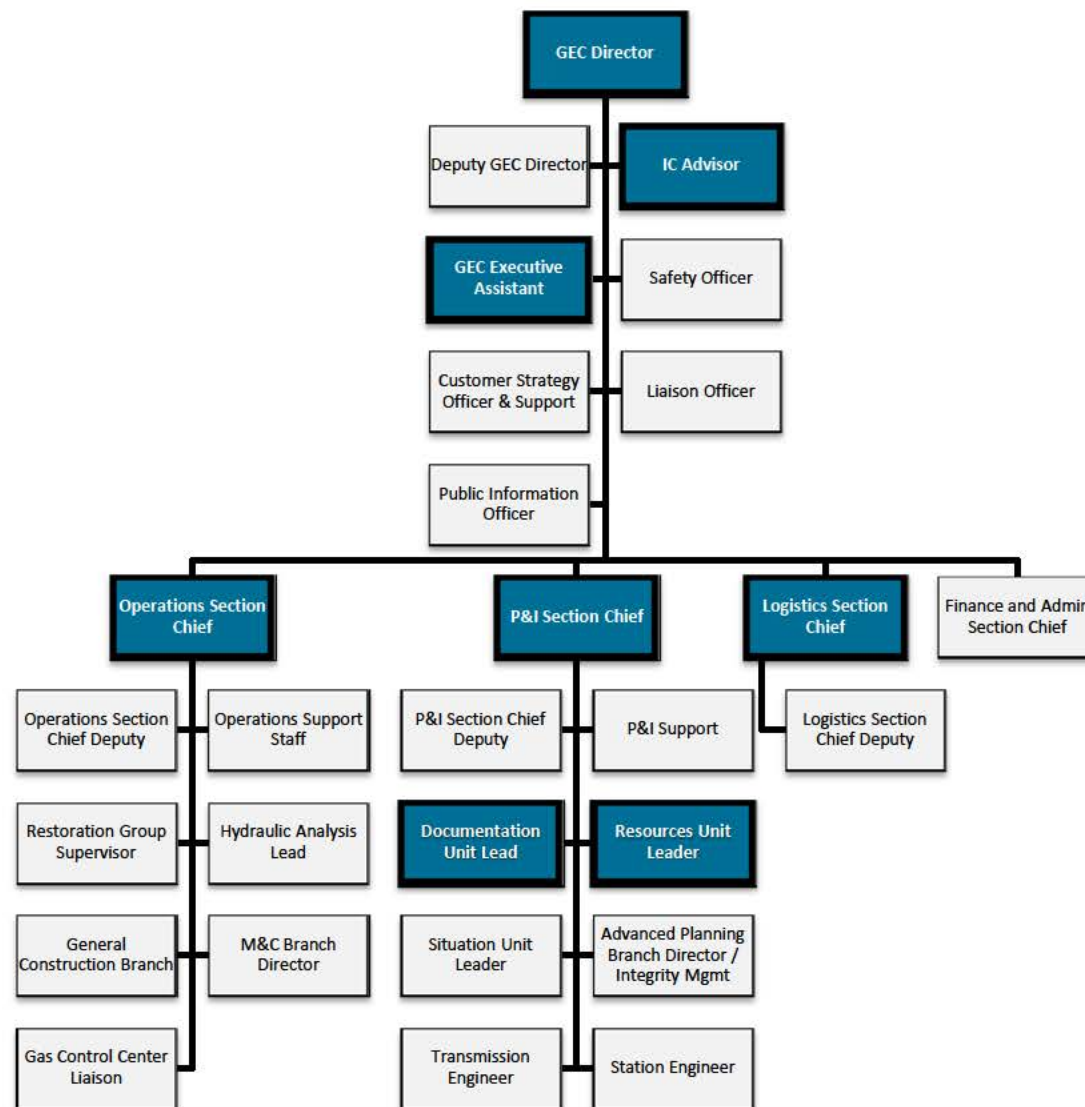 GEC Director
Deputy GEC Director
IC Advisor
GEC Executive
Assistant
Safety Officer
Customer Strategy
Officer & Support
Liaison Officer
Public Information
Officer
Operations Section
Chief
P&I Section Chief
Logistics Section
Chief
Finance and Admin
Section Chief
Operations Section
Chief Deputy
Operations Support
Staff
P&I Section Chief
Deputy
P&I Support
Logistics Section
Chief Deputy
Restoration Group
Supervisor
Hydraulic Analysis
Lead
Documentation
Unit Lead
Resources Unit
Leader
General
Construction Branch
M&C Branch
Director
Situation Unit
Leader
Advanced Planning
Branch Director /
Integrity Mgmt
Gas Control Center
Liaison
Transmission
Engineer
Station Engineer